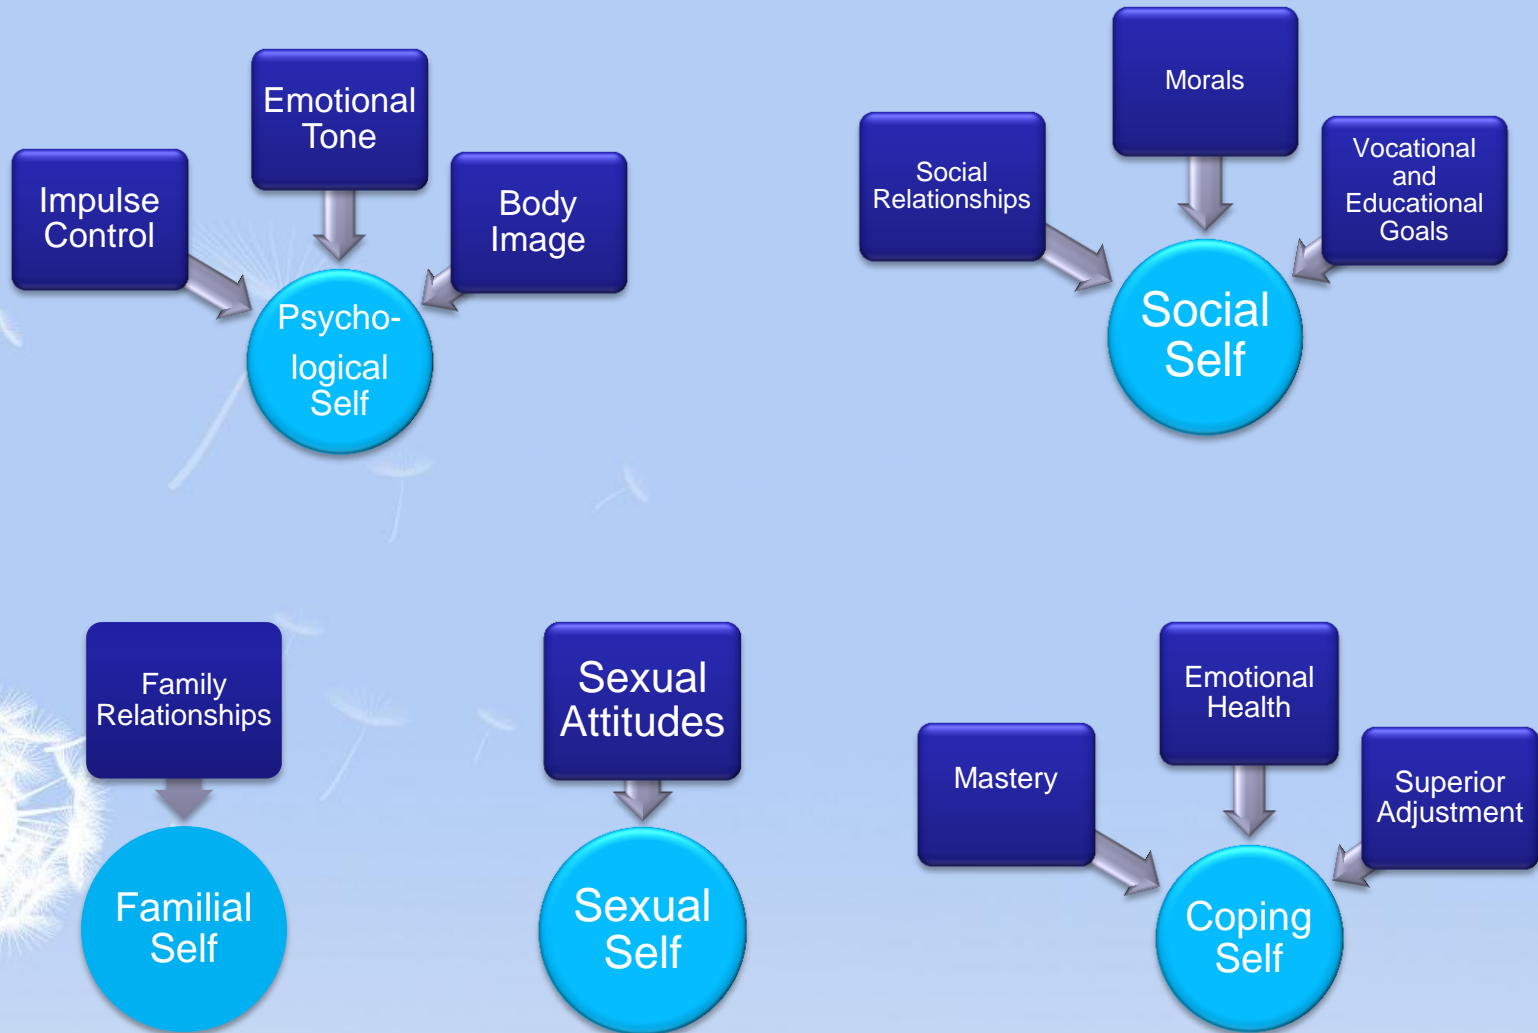 Impulse
Control
Emotional
Tone
Body
Image
Psycho-
logical
Self
Social
Relationships
Morals
Vocational
and
Educational
Goals
Social
Self
Family
Relationships
Familial
Self
Sexual
Attitudes
Sexual
Self
Mastery
Emotional
Health
Superior
Adjustment
Coping
Self